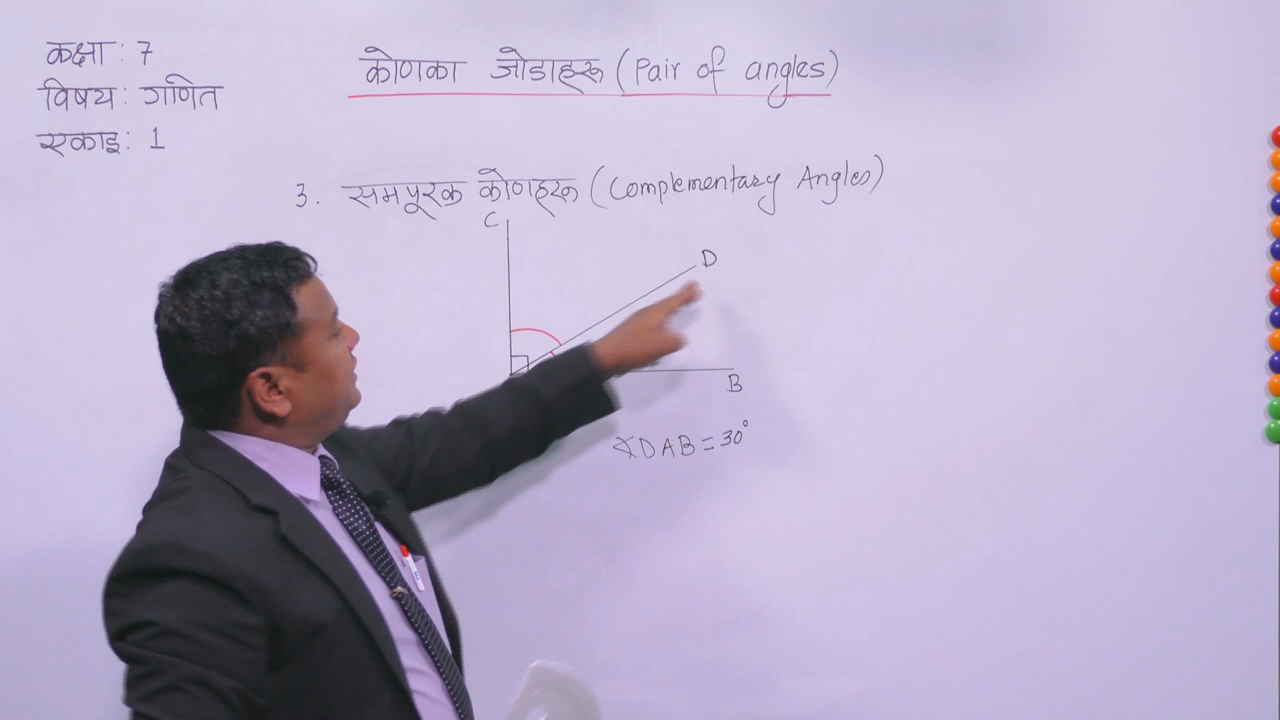 कक्षा: 7
विषय: गणित
एकाइ: 1
कोणका जोडाहरू (Pair of angles)
3. समपूरक कोणहरू (Complementary Angles)
C
D
B
∡DAB = 30°